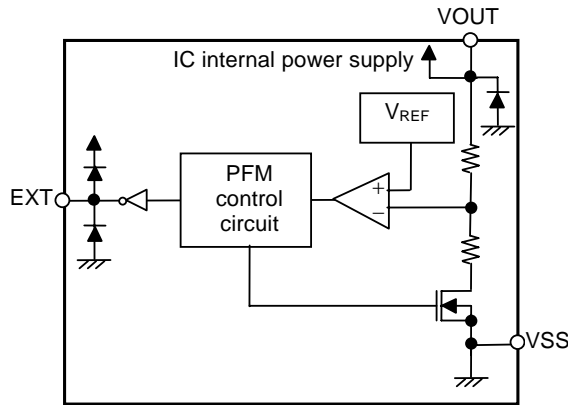 VOUT
IC internal power supply
VREF
PFM
control
circuit
+
−
EXT
VSS